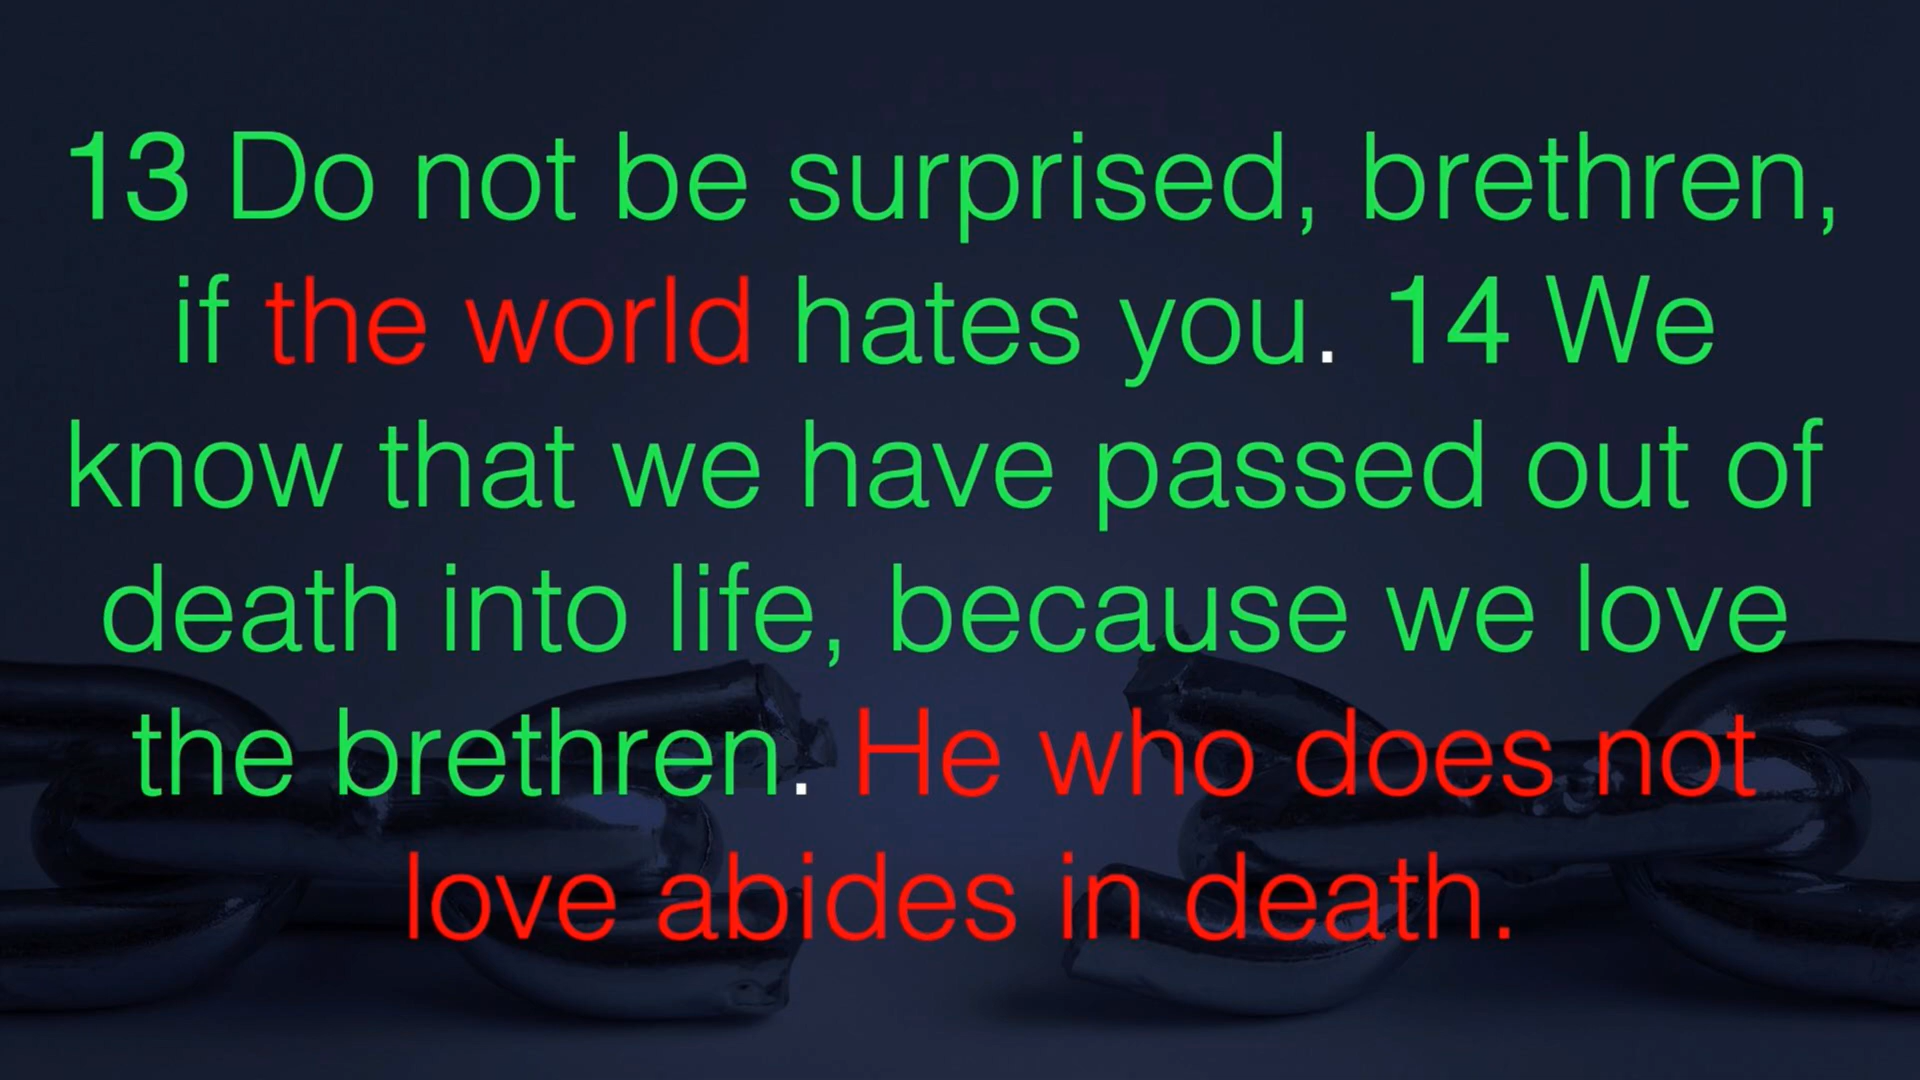 13 Do not be surprised, brethren,
if the world hates you. 14 We
know that we have passed out of
death into life, because we love
the brethren. He who does not
love abides in death.